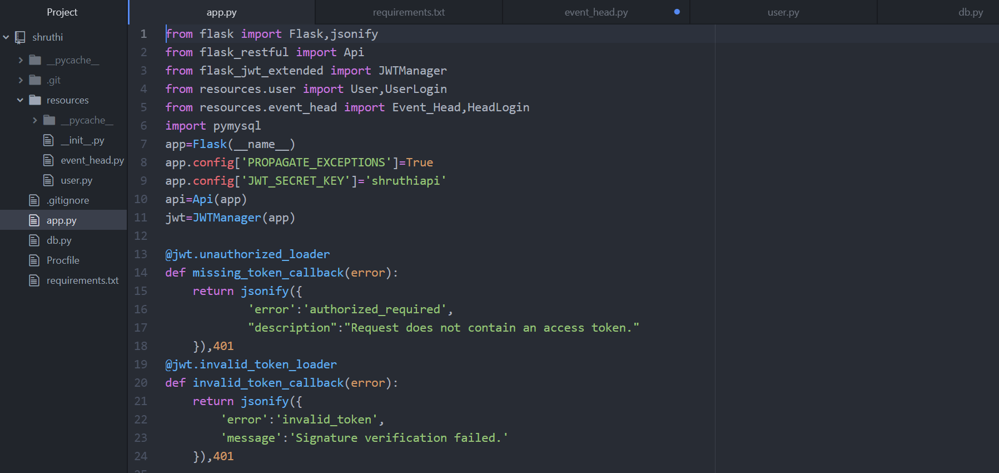 Project
app.py
requirements.txt
event_head.py
user.py
db.py
shruthi
__pycache__
.git
resources
__pycache__
__init__.py
event_head.py
user.py
.gitignore
app.py
db.py
Procfile
requirements.txt
1 from flask import Flask,jsonify
2 from flask_restful import Api
3 from flask_jwt_extended import JWTManager
4 from resources.user import User,UserLogin
5 from resources.event_head import Event_Head,HeadLogin
6 import pymysql
7 app=Flask(__name__)
8 app.config['PROPAGATE_EXCEPTIONS']=True
9 app.config['JWT_SECRET_KEY']='shruthiapi'
10 api=Api(app)
11 jwt=JWTManager(app)
12
13 @jwt.unauthorized_loader
14 def missing_token_callback(error):
15     return jsonify({
16             'error':'authorized_required',
17             "description":"Request does not contain an access token."
18     }),401
19 @jwt.invalid_token_loader
20 def invalid_token_callback(error):
21     return jsonify({
22         'error':'invalid_token',
23         'message':'Signature verification failed.'
24     }),401